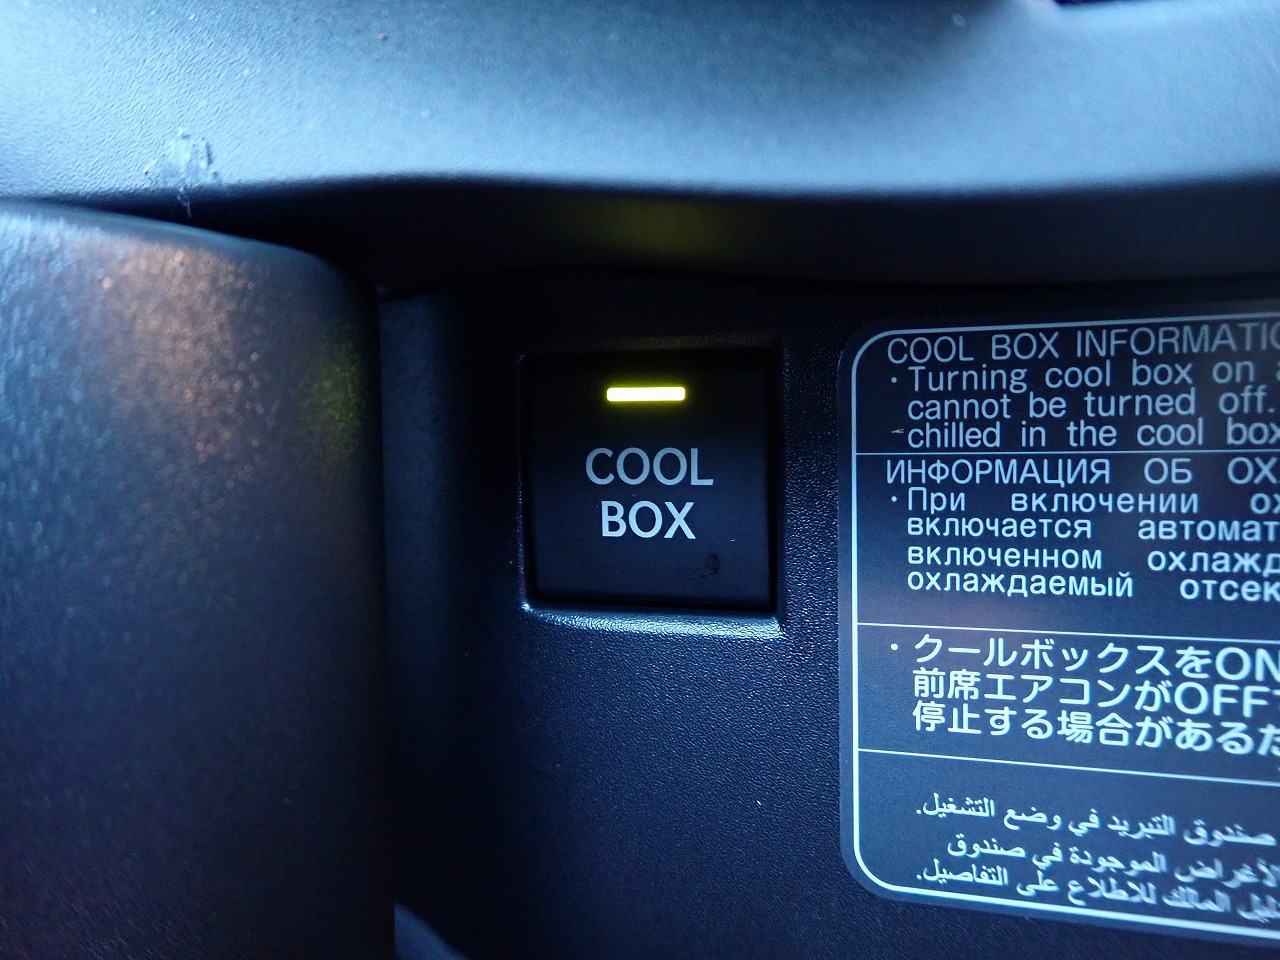 COOL
BOX
COOL BOX INFORMATIO
· Turning cool box on
cannot be turned off.
chilled in the cool box
ИНФОРМАЦИЯ ОБ ОХ
· При включении ох
включается автомат
включенном охлажд
охлаждаемый отсек
· クールボックスをON
前席エアコンがOFF
停止する場合があるた
صندوق التبريد في وضع التشغيل.
الأغراض الموجودة في صندوق
المالك للاطلاع على التفاصيل.